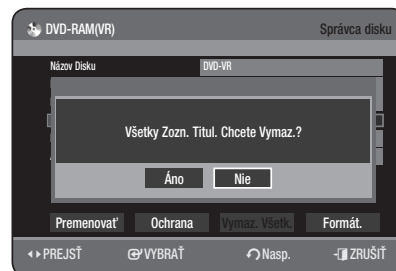 DVD-RAM(VR) Správca disku
Názov Disku DVD-VR
Všetky Zozn. Titul. Chcete Vymaz.?
Áno Nie
Premenovať' Ochrana Vymaz. Všetk. Formát.
PREJSŤ VYBRAŤ Nasp. ZRUŠIŤ